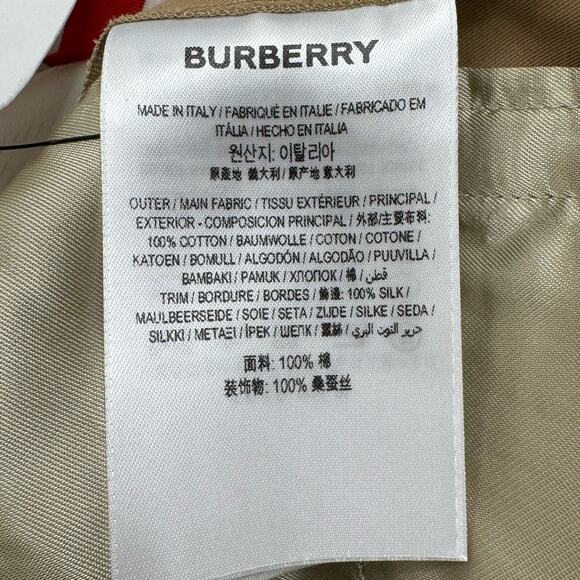 BURBERRY
MADE IN ITALY / FABRIQUÉ EN ITALIE / FABRICADO EM
ITÁLIA / HECHO EN ITALIA
원산지: 이탈리아
原產地 義大利 / 原产地 意大利
OUTER / MAIN FABRIC / TISSU EXTÉRIEUR / PRINCIPAL /
EXTERIOR - COMPOSICION PRINCIPAL / 外部/主要布料:
100% COTTON / BAUMWOLLE / COTON / COTONE /
KATOEN / BOMULL / ALGODÓN / ALGODÃO / PUUVILLA /
BAMBAKI / PAMUK / ХЛОПОК / 棉 / قطن /
TRIM / BORDURE / BORDES / 飾邊: 100% SILK /
MAULBEERSEIDE / SOIE / SETA / ZIJDE / SILKE / SEDA /
SILKKI / ΜΕΤΑΞΙ / İPEK / ШЕЛК / 蠶絲 / حرير التوت البري /
面料: 100% 棉
装饰物: 100% 桑蚕丝